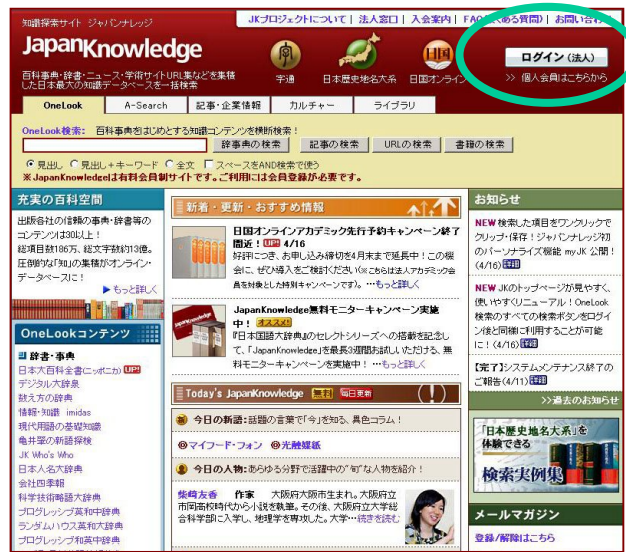 知識探索サイト ジャパンナレッジ
JKプロジェクトについて | 法人窓口 | 入会案内 | FAQ(よくある質問) | お問い合わせ
JapanKnowledge
百科事典・辞書・ニュース・学術サイトURL集などを集積
した日本最大の知識データベースを一括検索
字通 日本歴史地名大系 日国オンライン
ログイン(法人)
>> 個人会員はこちらから
OneLook A-Search 記事・企業情報 カルチャー ライブラリ
OneLook検索: 百科事典をはじめとする知識コンテンツを横断検索!
辞事典の検索 記事の検索 URLの検索 書籍の検索
見出し 見出し+キーワード 全文 スペースをAND検索で使う
※JapanKnowledgeは有料会員制サイトです。ご利用には会員登録が必要です。
充実の百科空間
出版各社の信頼の事典・辞書等の
コンテンツは30以上!
総項目数186万、総文字数約13億。
圧倒的な「知」の集積がオンライン・
データベースに!
▶もっと詳しく
OneLookコンテンツ
辞書・事典
日本大百科全書(ニッポニカ) UP!
デジタル大辞泉
数え方の辞典
情報・知識 imidas
現代用語の基礎知識
亀井肇の新語探検
JK Who's Who
日本人名大辞典
会社四季報
科学技術略語大辞典
プログレッシブ英和中辞典
ランダムハウス英和大辞典
プログレッシブ和英中辞典
新着・更新・おすすめ情報
日国オンラインアカデミック先行予約キャンペーン終了
間近! UP! 4/16
好評につき、お申し込み締切を4月末まで延長中!この機
会に、ぜひ導入をご検討ください(※こちらは法人アカデミック会
員を対象とした特別キャンペーンです)。…もっと詳しく
JapanKnowledge無料モニターキャンペーン実施
中! オススメ!
『日本国語大辞典』のセレクトシリーズへの搭載を記念し
て、「JapanKnowledge」を最長3週間お試しいただける、無
料モニターキャンペーンを実施中! …もっと詳しく
Today's JapanKnowledge 無料 毎日更新
今日の新語:話題の言葉で「今」を知る、異色コラム!
マイフード・フォン 光触媒紙
今日の人物:あらゆる分野で活躍中の"旬"な人物を紹介!
柴崎友香 作家 大阪府大阪市生まれ。大阪府立
市岡高校時代から小説を執筆。その後、大阪府立大学総
合科学部に入学し、地理学を専攻した。大学…続きを読む
お知らせ
NEW 検索した項目をワンクリックで
クリップ・保存!ジャパンナレッジ初
のパーソナライズ機能 myJK 公開!
(4/16) 詳細
NEW JKのトップページが見やすく、
使いやすくリニューアル!OneLook
検索のすべての検索ボタンをログイ
ン後と同様に利用することが可能
に!(4/16) 詳細
【完了】システムメンテナンス終了の
ご報告(4/11) 詳細
>>過去のお知らせ
「日本歴史地名大系」を
体験できる
検索実例集
メールマガジン
登録/解除はこちら